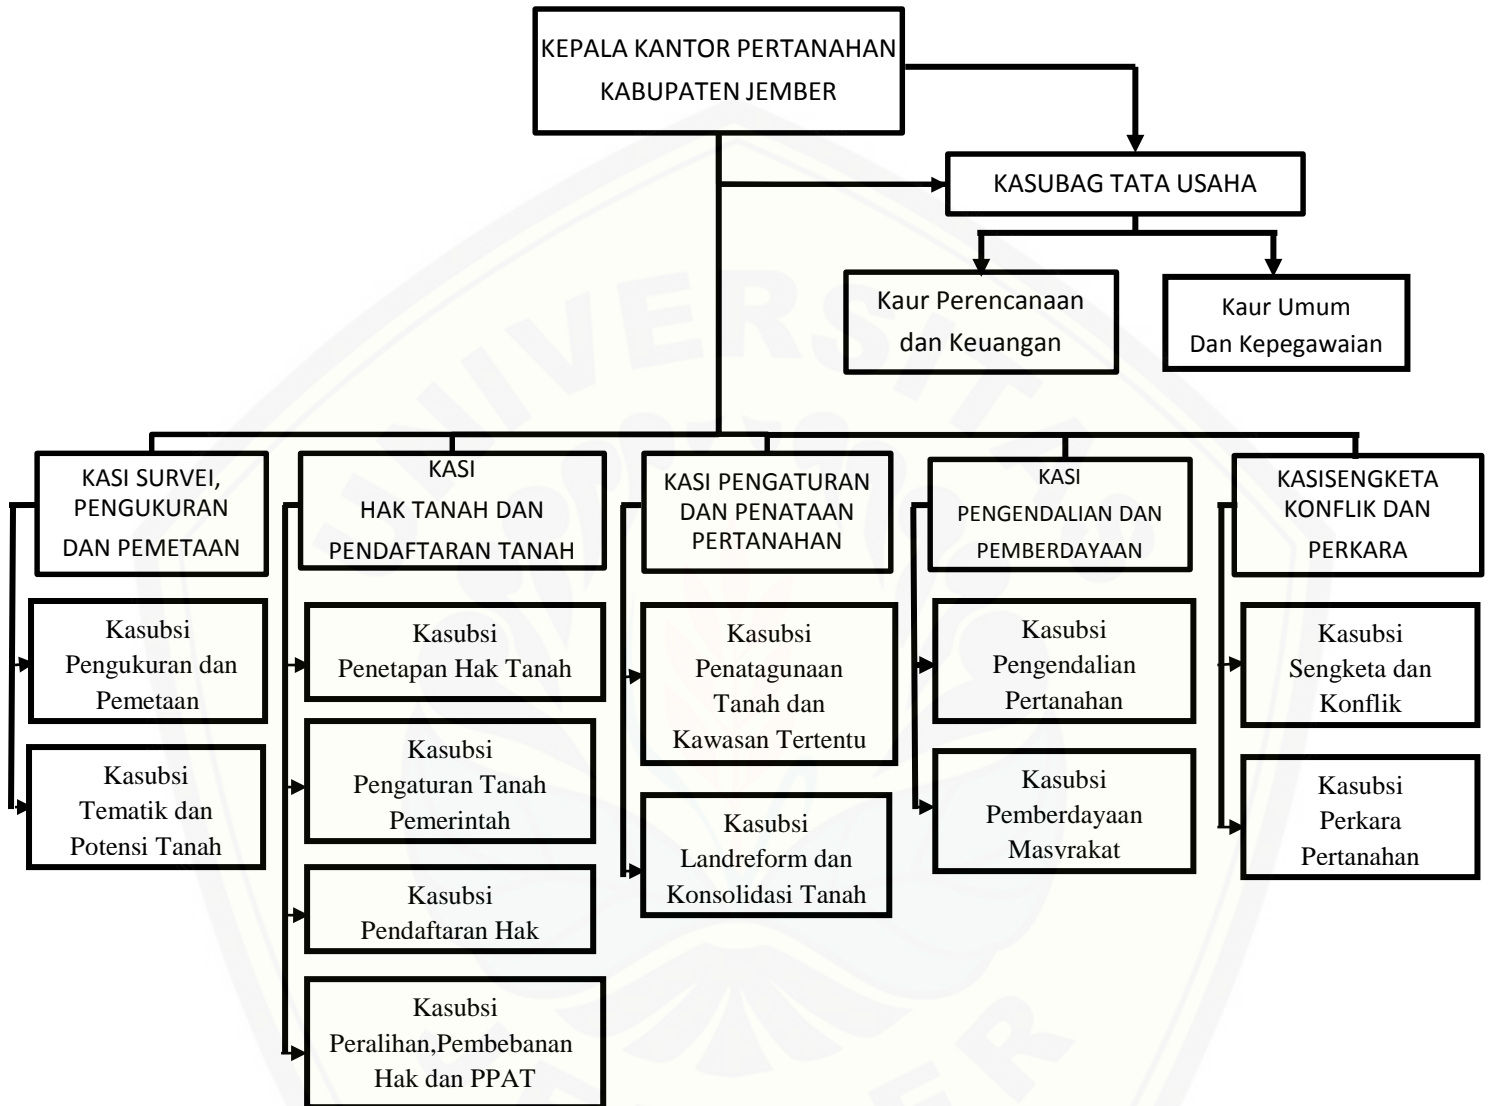 KEPALA KANTOR PERTANAHAN
KABUPATEN JEMBER
KASUBAG TATA USAHA
Kaur Perencanaan
dan Keuangan
Kaur Umum
Dan Kepegawaian
KASI SURVEI,
PENGUKURAN
DAN PEMETAAN
KASI
HAK TANAH DAN
PENDAFTARAN TANAH
KASI PENGATURAN
DAN PENATAAN
PERTANAHAN
KASI
PENGENDALIAN DAN
PEMBERDAYAAN
KASISENGKETA
KONFLIK DAN
PERKARA
Kasubsi
Pengukuran dan
Pemetaan
Kasubsi
Tematik dan
Potensi Tanah
Kasubsi
Penetapan Hak Tanah
Kasubsi
Pengaturan Tanah
Pemerintah
Kasubsi
Pendaftaran Hak
Kasubsi
Peralihan,Pembebanan
Hak dan PPAT
Kasubsi
Penatagunaan
Tanah dan
Kawasan Tertentu
Kasubsi
Landreform dan
Konsolidasi Tanah
Kasubsi
Pengendalian
Pertanahan
Kasubsi
Pemberdayaan
Masyrakat
Kasubsi
Sengketa dan
Konflik
Kasubsi
Perkara
Pertanahan
UNIVERSITAS
JEMBER